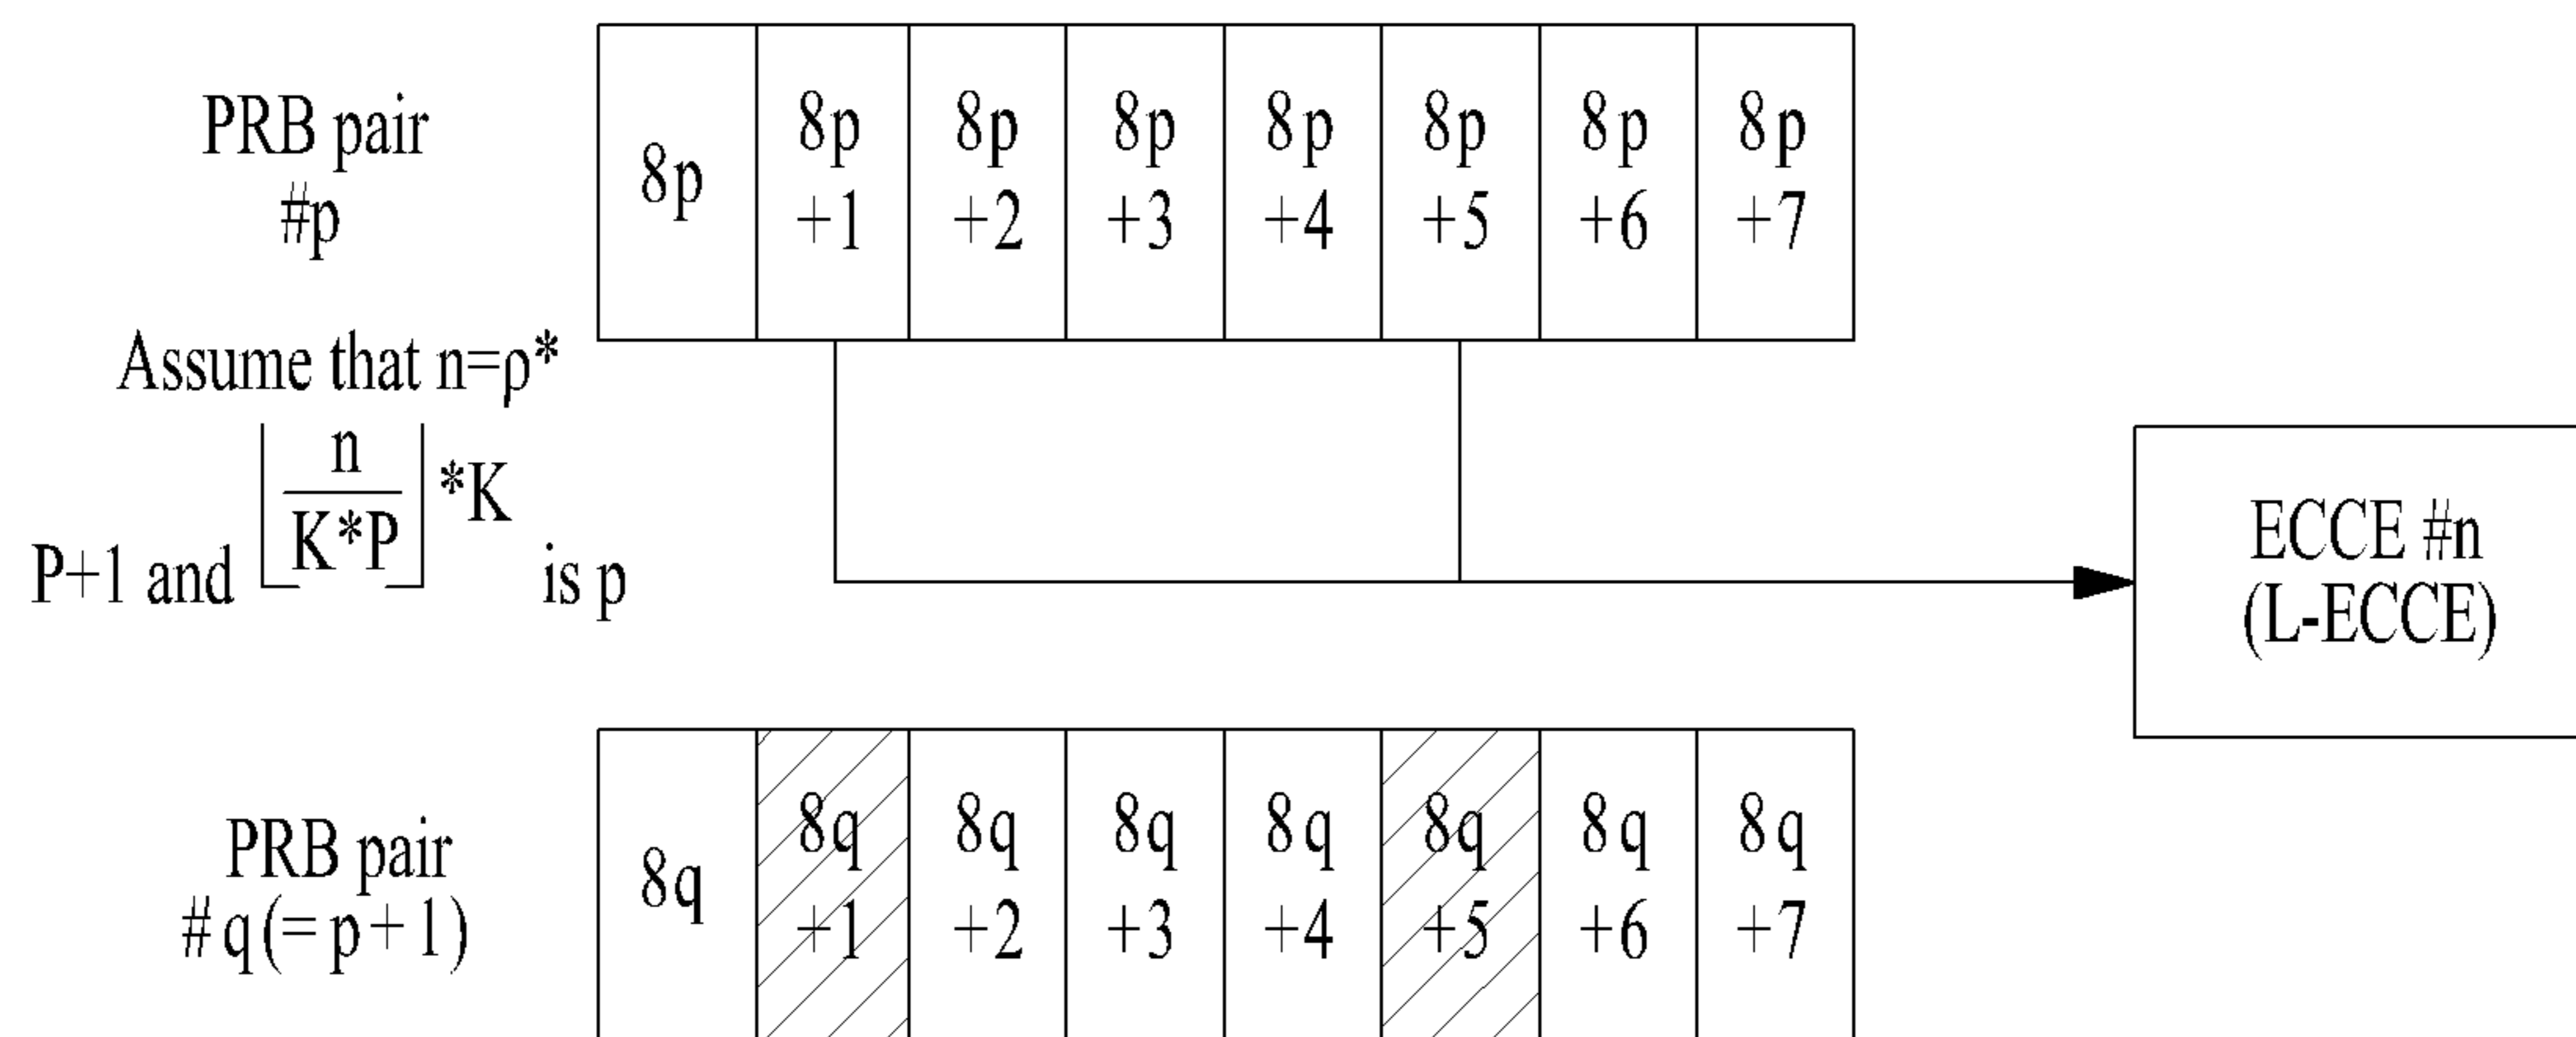 PRB pair
#p
8p
8p
+1
8p
+2
8p
+3
8p
+4
8p
+5
8p
+6
8p
+7
Assume that n=ρ*
P+1 and ⌊n/K*P⌋*K is p
ECCE #n
(L-ECCE)
PRB pair
#q(=p+1)
8q
8q
+1
8q
+2
8q
+3
8q
+4
8q
+5
8q
+6
8q
+7